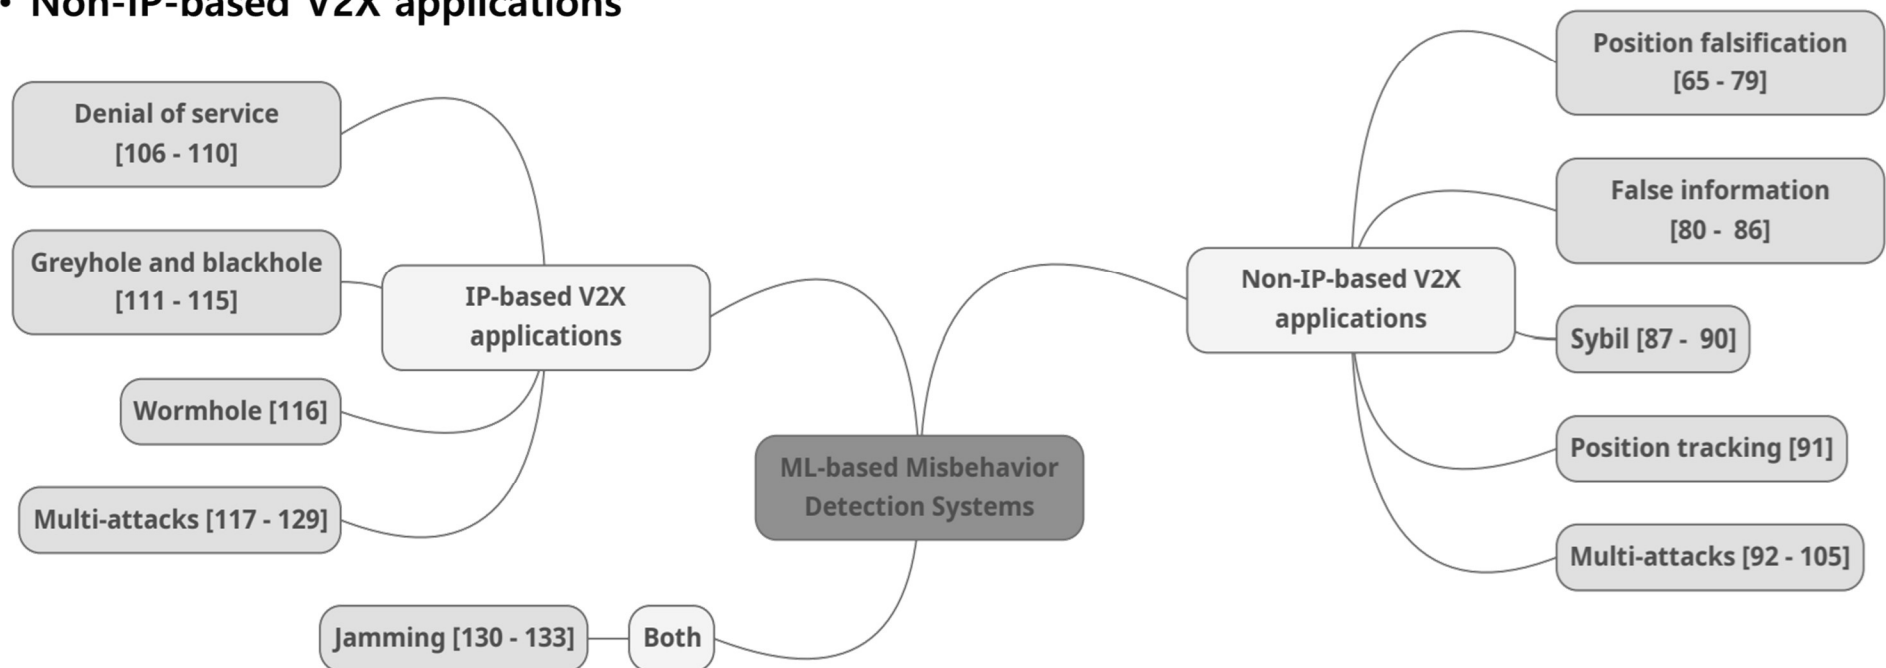 • Non-IP-based V2X applications
Denial of service
[106 - 110]
Greyhole and blackhole
[111 - 115]
Wormhole [116]
Multi-attacks [117 - 129]
IP-based V2X
applications
ML-based Misbehavior
Detection Systems
Jamming [130 - 133]
Both
Non-IP-based V2X
applications
Position falsification
[65 - 79]
False information
[80 -  86]
Sybil [87 -  90]
Position tracking [91]
Multi-attacks [92 - 105]